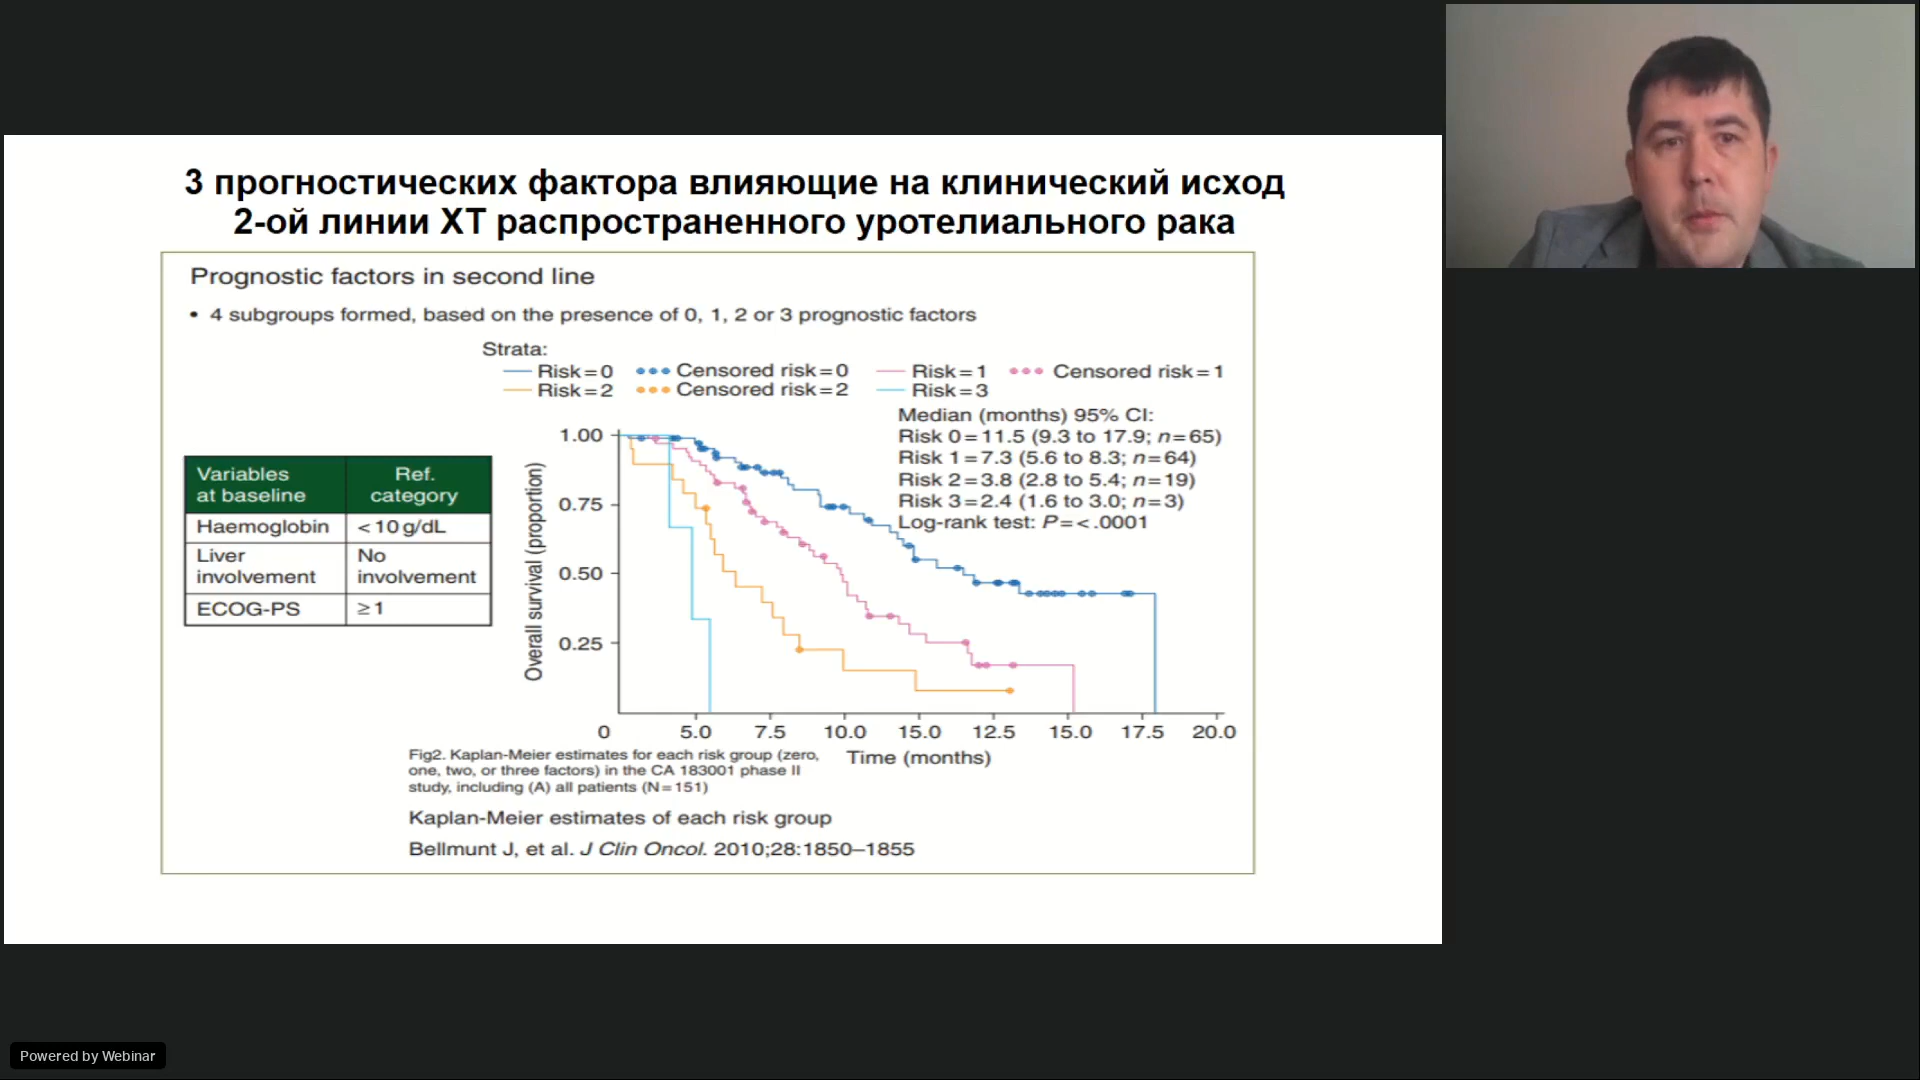 3 прогностических фактора влияющие на клинический исход
2-ой линии ХТ распространенного уротелиального рака
Prognostic factors in second line
• 4 subgroups formed, based on the presence of 0, 1, 2 or 3 prognostic factors
Strata:
Risk=0 Censored risk=0 Risk=1 Censored risk=1
Risk=2 Censored risk=2 Risk=3
Median (months) 95% CI:
Risk 0=11.5 (9.3 to 17.9; n=65)
Risk 1=7.3 (5.6 to 8.3; n=64)
Risk 2=3.8 (2.8 to 5.4; n=19)
Risk 3=2.4 (1.6 to 3.0; n=3)
Log-rank test: P=<.0001
Variables at baseline
Ref. category
Haemoglobin <10 g/dL
Liver involvement
No involvement
ECOG-PS ≥1
Overall survival (proportion)
1.00
0.75
0.50
0.25
0 5.0 7.5 10.0 15.0 12.5 15.0 17.5 20.0
Time (months)
Fig2. Kaplan-Meier estimates for each risk group (zero,
one, two, or three factors) in the CA 183001 phase II
study, including (A) all patients (N=151)
Kaplan-Meier estimates of each risk group
Bellmunt J, et al. J Clin Oncol. 2010;28:1850–1855
Powered by Webinar